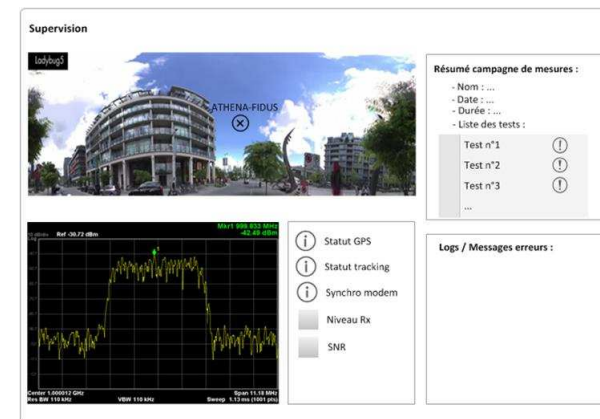 Supervision
Ladybug5
ATHENA-FIDUS
Résumé campagne de mesures :
- Nom : ...
- Date : ...
- Durée : ...
- Liste des tests :
Test n°1
Test n°2
Test n°3
...
Mkr1 999.833 MHz
Ref -30.72 dBm
-42.48 dBm
Center 1.000012 GHz
Span 11.18 MHz
Res BW 110 kHz
VBW 110 kHz
Sweep 1.13 ms (1001 pts)
Statut GPS
Statut tracking
Synchro modem
Niveau Rx
SNR
Logs / Messages erreurs :